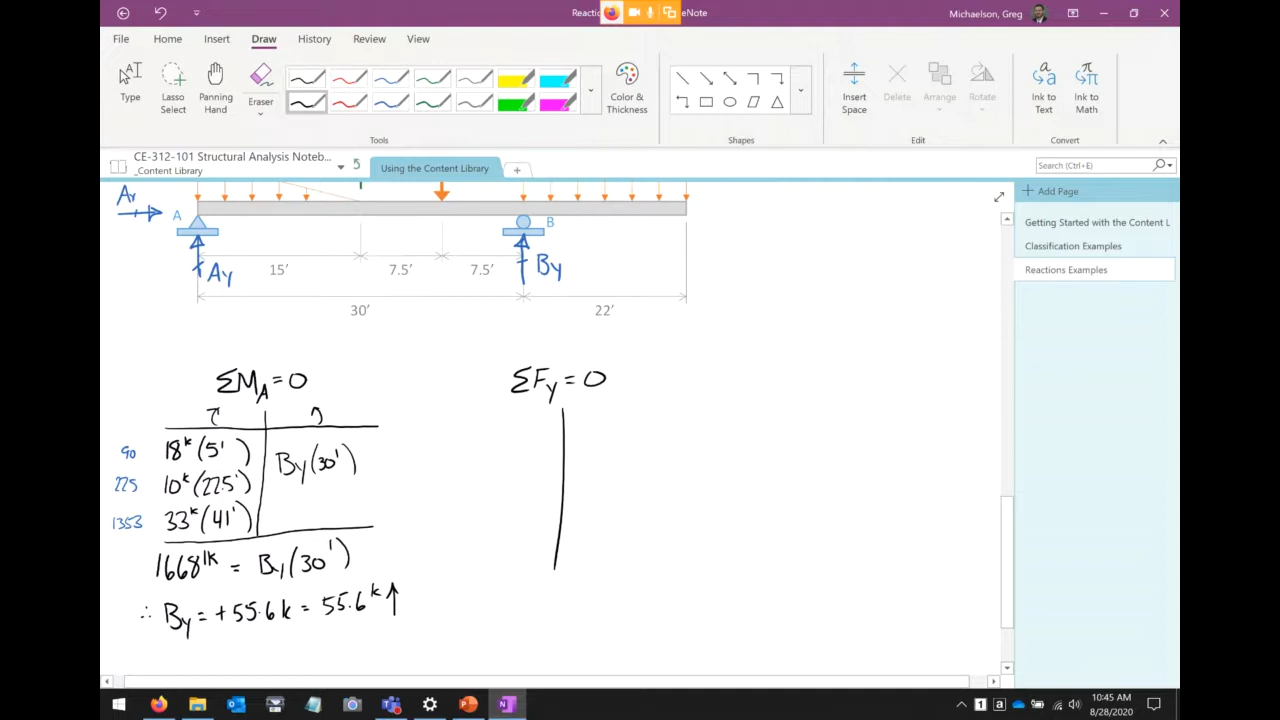 Reactio
eNote
Michaelson, Greg
File Home Insert Draw History Review View
Type
Lasso Select
Panning Hand
Eraser
Color & Thickness
Insert Space
Delete
Arrange
Rotate
Ink to Text
Ink to Math
Tools
Shapes
Edit
Convert
CE-312-101 Structural Analysis Noteb...
_Content Library
5
Using the Content Library
Search (Ctrl+E)
Add Page
Getting Started with the Content L
Classification Examples
Reactions Examples
A
B
Ay
By
15′ 7.5′ 7.5′
30′ 22′
ΣM_A = 0
18ᵏ(5')
10ᵏ(22.5')
33ᵏ(41')
90
225
1353
By(30')
1668'ᵏ = By(30')
∴ By = +55.6k = 55.6ᵏ↑
ΣFy = 0
10:45 AM
8/28/2020